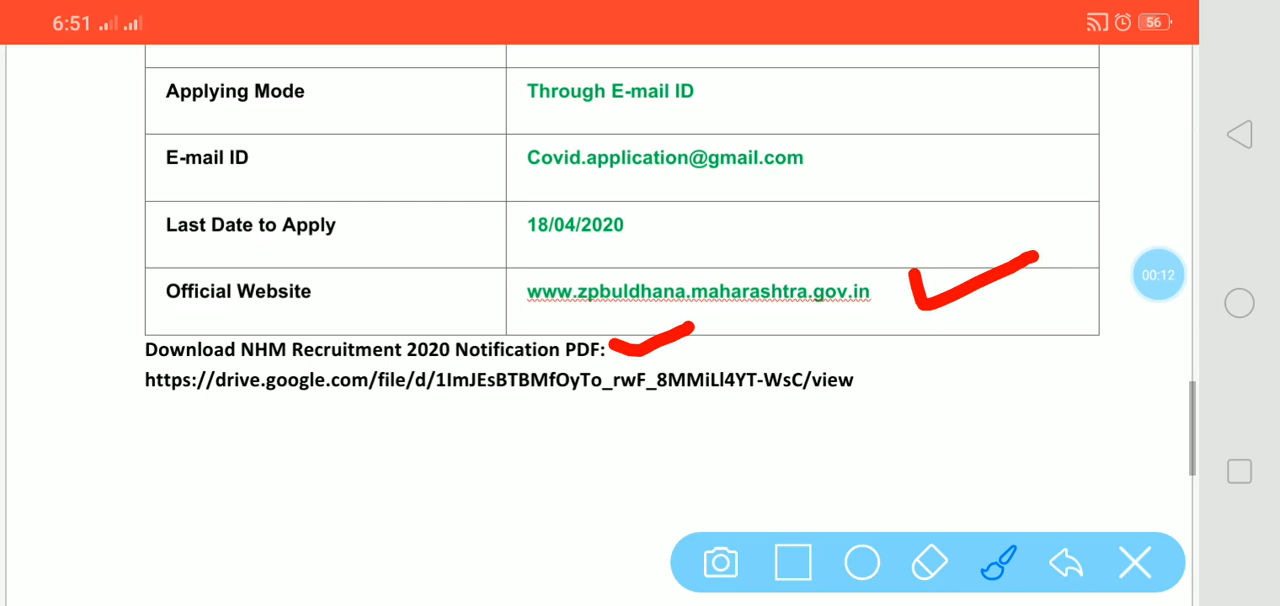 6:51
56
Applying Mode Through E-mail ID
E-mail ID Covid.application@gmail.com
Last Date to Apply 18/04/2020
00:12
Official Website www.zpbuldhana.maharashtra.gov.in
Download NHM Recruitment 2020 Notification PDF:
https://drive.google.com/file/d/1ImJEsBTBMfOyTo_rwF_8MMiLl4YT-WsC/view